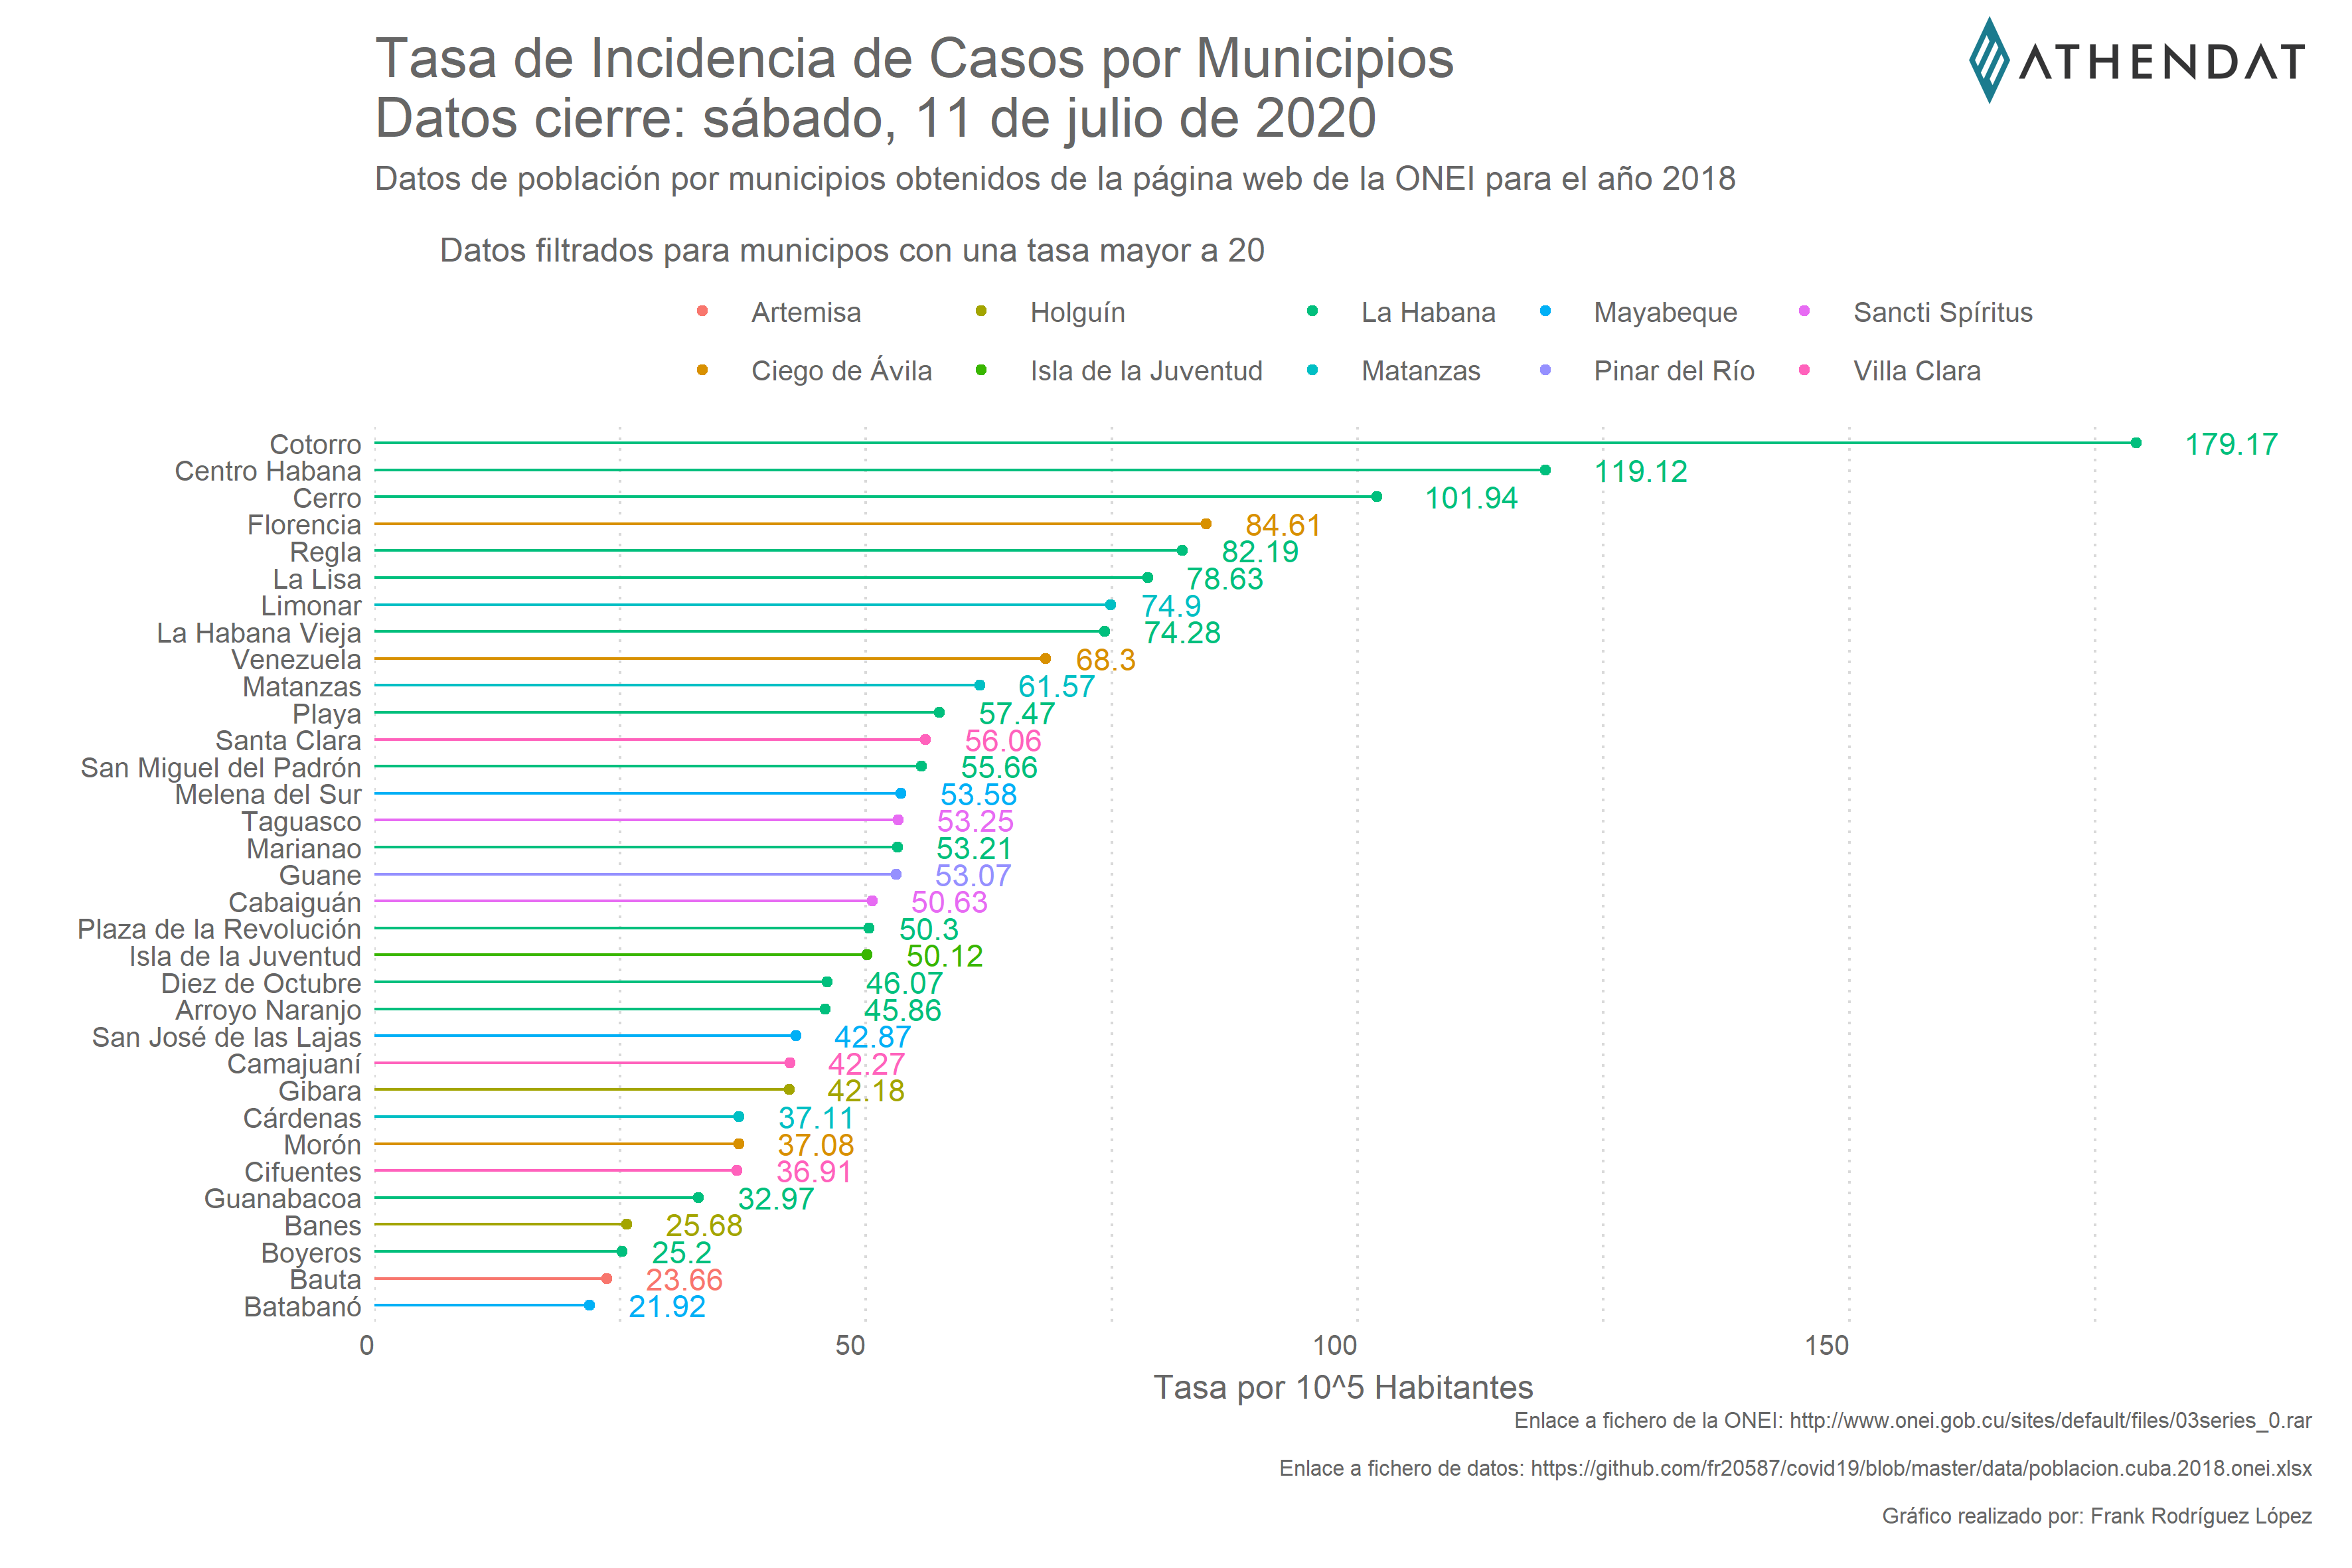 Tasa de Incidencia de Casos por Municipios
Datos cierre: sábado, 11 de julio de 2020
ATHENDAT
Datos de población por municipios obtenidos de la página web de la ONEI para el año 2018
Datos filtrados para municipos con una tasa mayor a 20
Artemisa Holguín La Habana Mayabeque Sancti Spíritus
Ciego de Ávila Isla de la Juventud Matanzas Pinar del Río Villa Clara
Cotorro 179.17
Centro Habana 119.12
Cerro 101.94
Florencia 84.61
Regla 82.19
La Lisa 78.63
Limonar 74.9
La Habana Vieja 74.28
Venezuela 68.3
Matanzas 61.57
Playa 57.47
Santa Clara 56.06
San Miguel del Padrón 55.66
Melena del Sur 53.58
Taguasco 53.25
Marianao 53.21
Guane 53.07
Cabaiguán 50.63
Plaza de la Revolución 50.3
Isla de la Juventud 50.12
Diez de Octubre 46.07
Arroyo Naranjo 45.86
San José de las Lajas 42.87
Camajuaní 42.27
Gibara 42.18
Cárdenas 37.11
Morón 37.08
Cifuentes 36.91
Guanabacoa 32.97
Banes 25.68
Boyeros 25.2
Bauta 23.66
Batabanó 21.92
0 50 100 150
Tasa por 10^5 Habitantes
Enlace a fichero de la ONEI: http://www.onei.gob.cu/sites/default/files/03series_0.rar
Enlace a fichero de datos: https://github.com/fr20587/covid19/blob/master/data/poblacion.cuba.2018.onei.xlsx
Gráfico realizado por: Frank Rodríguez López